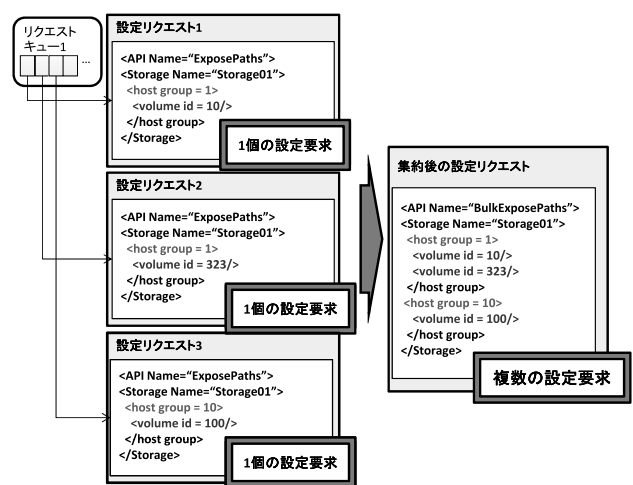 リクエスト
キュー1
...
設定リクエスト1
<API Name=“ExposePaths”>
<Storage Name=“Storage01”>
<host group = 1>
<volume id = 10/>
</host group>
</Storage>
1個の設定要求
設定リクエスト2
<API Name=“ExposePaths”>
<Storage Name=“Storage01”>
<host group = 1>
<volume id = 323/>
</host group>
</Storage>
1個の設定要求
設定リクエスト3
<API Name=“ExposePaths”>
<Storage Name=“Storage01”>
<host group = 10>
<volume id = 100/>
</host group>
</Storage>
1個の設定要求
集約後の設定リクエスト
<API Name=“BulkExposePaths”>
<Storage Name=“Storage01”>
<host group = 1>
<volume id = 10/>
<volume id = 323/>
</host group>
<host group = 10>
<volume id = 100/>
</host group>
</Storage>
複数の設定要求